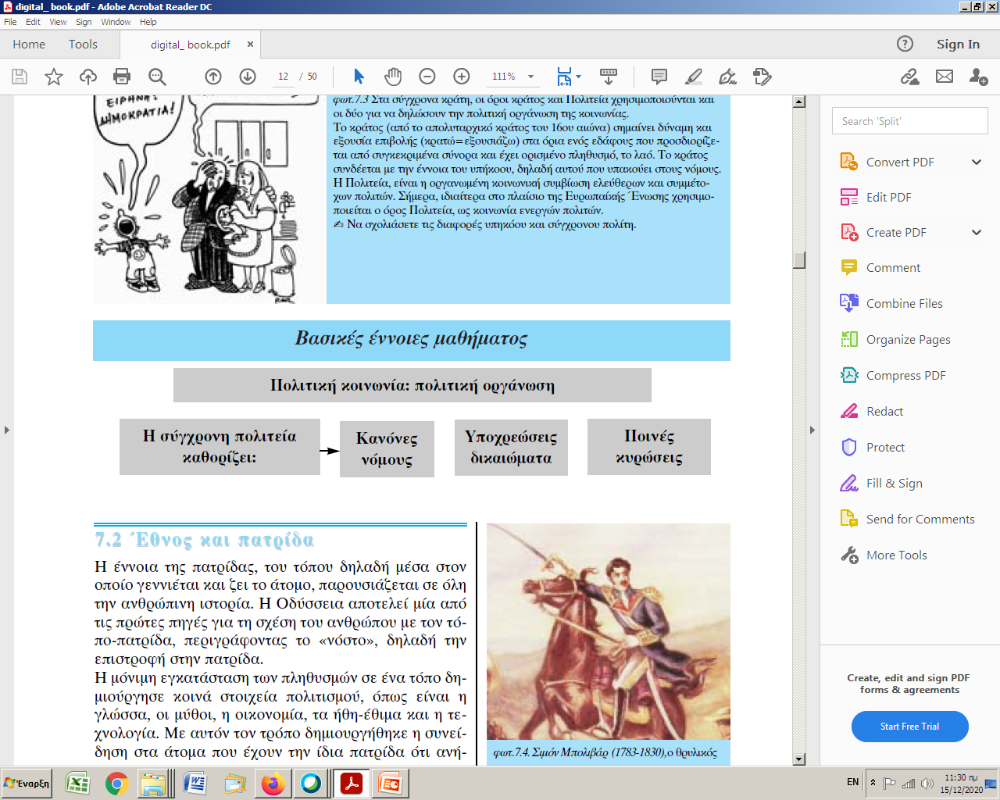 digital_ book.pdf - Adobe Acrobat Reader DC
File Edit View Sign Window Help
Home Tools digital_ book.pdf × Sign In
12 / 50 111%
ΕΙΡΗΝΗ!
ΔΗΜΟΚΡΑΤΙΑ!
φωτ.7.3 Στα σύγχρονα κράτη, οι όροι κράτος και Πολιτεία χρησιμοποιούνται και
οι δύο για να δηλώσουν την πολιτική οργάνωση της κοινωνίας.
Το κράτος (από το απολυταρχικό κράτος του 16ου αιώνα) σημαίνει δύναμη και
εξουσία επιβολής (κρατώ=εξουσιάζω) στα όρια ενός εδάφους που προσδιορίζε-
ται από συγκεκριμένα σύνορα και έχει ορισμένο πληθυσμό, το λαό. Το κράτος
συνδέεται με την έννοια του υπήκοου, δηλαδή αυτού που υπακούει στους νόμους.
Η Πολιτεία, είναι η οργανωμένη κοινωνική συμβίωση ελεύθερων και συμμέτο-
χων πολιτών. Σήμερα, ιδιαίτερα στο πλαίσιο της Ευρωπαϊκής Ένωσης χρησιμο-
ποιείται ο όρος Πολιτεία, ως κοινωνία ενεργών πολιτών.
✍ Να σχολιάσετε τις διαφορές υπηκόου και σύγχρονου πολίτη.
Βασικές έννοιες μαθήματος
Πολιτική κοινωνία: πολιτική οργάνωση
Η σύγχρονη πολιτεία
καθορίζει:
Κανόνες
νόμους
Υποχρεώσεις
δικαιώματα
Ποινές
κυρώσεις
7.2 Έθνος και πατρίδα
Η έννοια της πατρίδας, του τόπου δηλαδή μέσα στον
οποίο γεννιέται και ζει το άτομο, παρουσιάζεται σε όλη
την ανθρώπινη ιστορία. Η Οδύσσεια αποτελεί μία από
τις πρώτες πηγές για τη σχέση του ανθρώπου με τον τό-
πο-πατρίδα, περιγράφοντας το «νόστο», δηλαδή την
επιστροφή στην πατρίδα.
Η μόνιμη εγκατάσταση των πληθυσμών σε ένα τόπο δη-
μιούργησε κοινά στοιχεία πολιτισμού, όπως είναι η
γλώσσα, οι μύθοι, η οικονομία, τα ήθη-έθιμα και η τε-
χνολογία. Με αυτόν τον τρόπο δημιουργήθηκε η συνεί-
δηση στα άτομα που έχουν την ίδια πατρίδα ότι ανή-
φωτ.7.4. Σιμόν Μπολιβάρ (1783-1830),ο θρυλικός
Search 'Split'
Convert PDF
Edit PDF
Create PDF
Comment
Combine Files
Organize Pages
Compress PDF
Redact
Protect
Fill & Sign
Send for Comments
More Tools
Create, edit and sign PDF
forms & agreements
Start Free Trial
Έναρξη
EN
11:30 πμ
15/12/2020